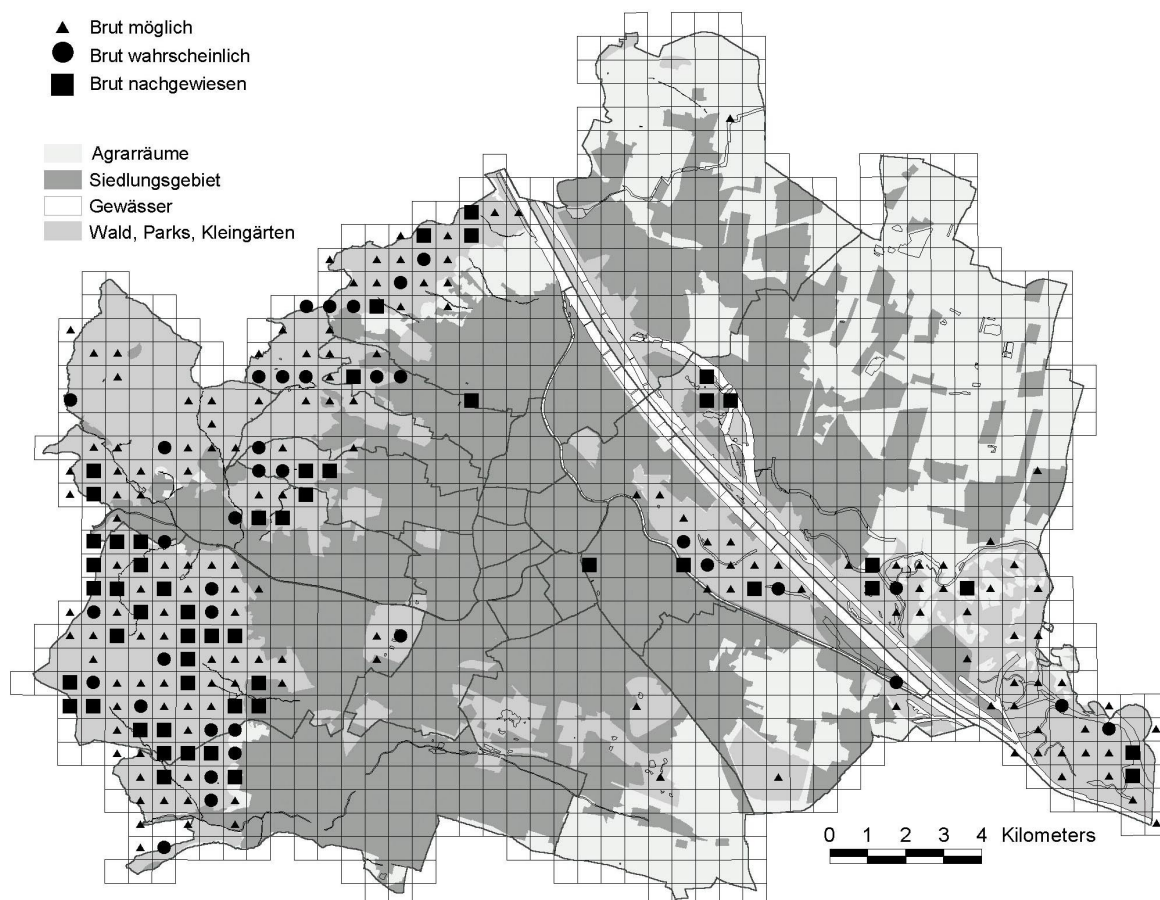 Brut möglich
Brut wahrscheinlich
Brut nachgewiesen
Agrarräume
Siedlungsgebiet
Gewässer
Wald, Parks, Kleingärten
0 1 2 3 4 Kilometers